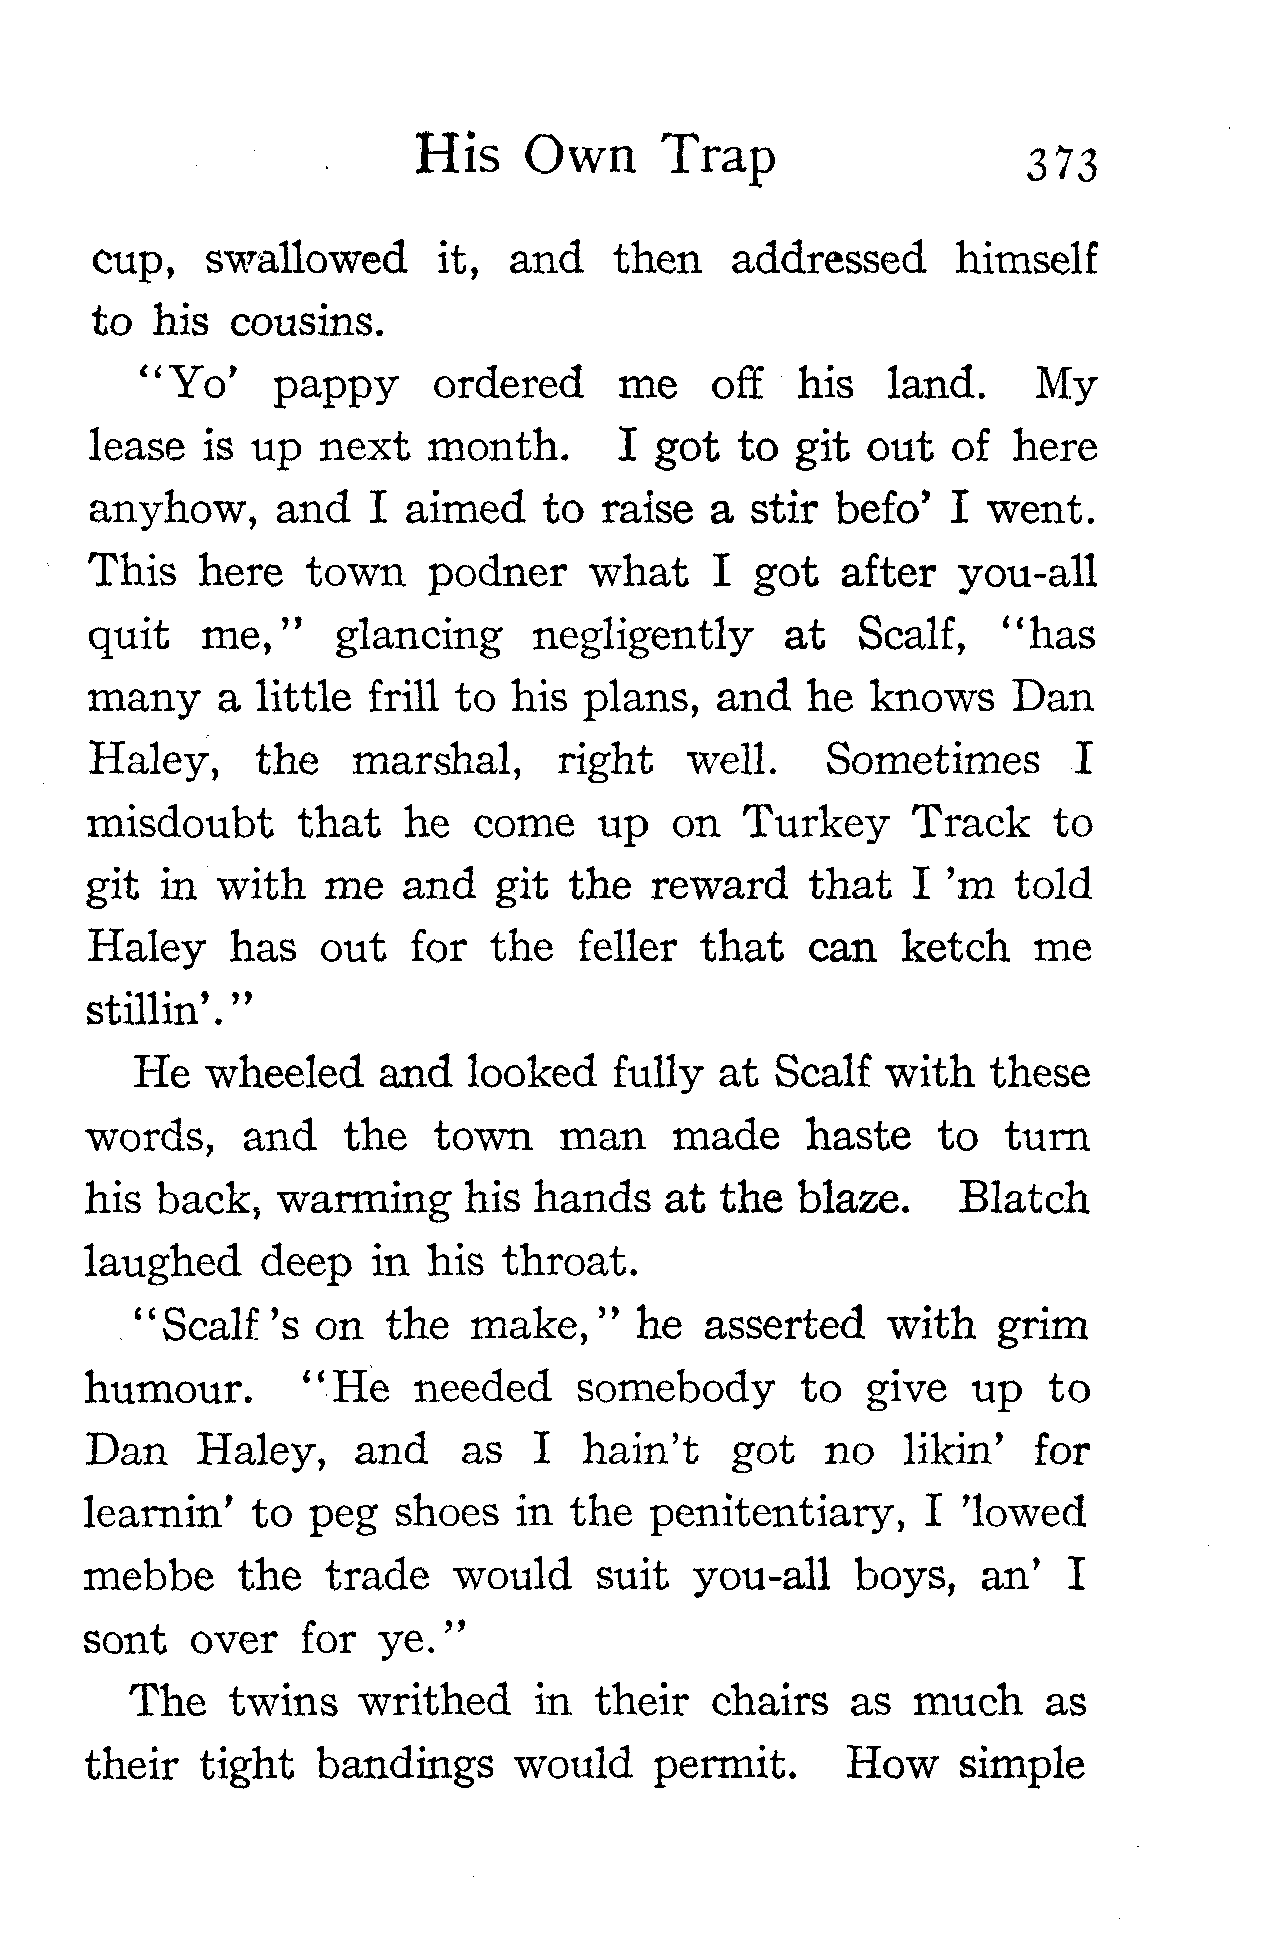 His Own Trap 373
cup, swallowed it, and then addressed himself
to his cousins.
"Yo' pappy ordered me off his land. My
lease is up next month. I got to git out of here
anyhow, and I aimed to raise a stir befo' I went.
This here town podner what I got after you-all
quit me," glancing negligently at Scalf, "has
many a little frill to his plans, and he knows Dan
Haley, the marshal, right well. Sometimes I
misdoubt that he come up on Turkey Track to
git in with me and git the reward that I 'm told
Haley has out for the feller that can ketch me
stillin'."
He wheeled and looked fully at Scalf with these
words, and the town man made haste to turn
his back, warming his hands at the blaze. Blatch
laughed deep in his throat.
"Scalf 's on the make," he asserted with grim
humour. "He needed somebody to give up to
Dan Haley, and as I hain't got no likin' for
learnin' to peg shoes in the penitentiary, I 'lowed
mebbe the trade would suit you-all boys, an' I
sont over for ye."
The twins writhed in their chairs as much as
their tight bandings would permit. How simple